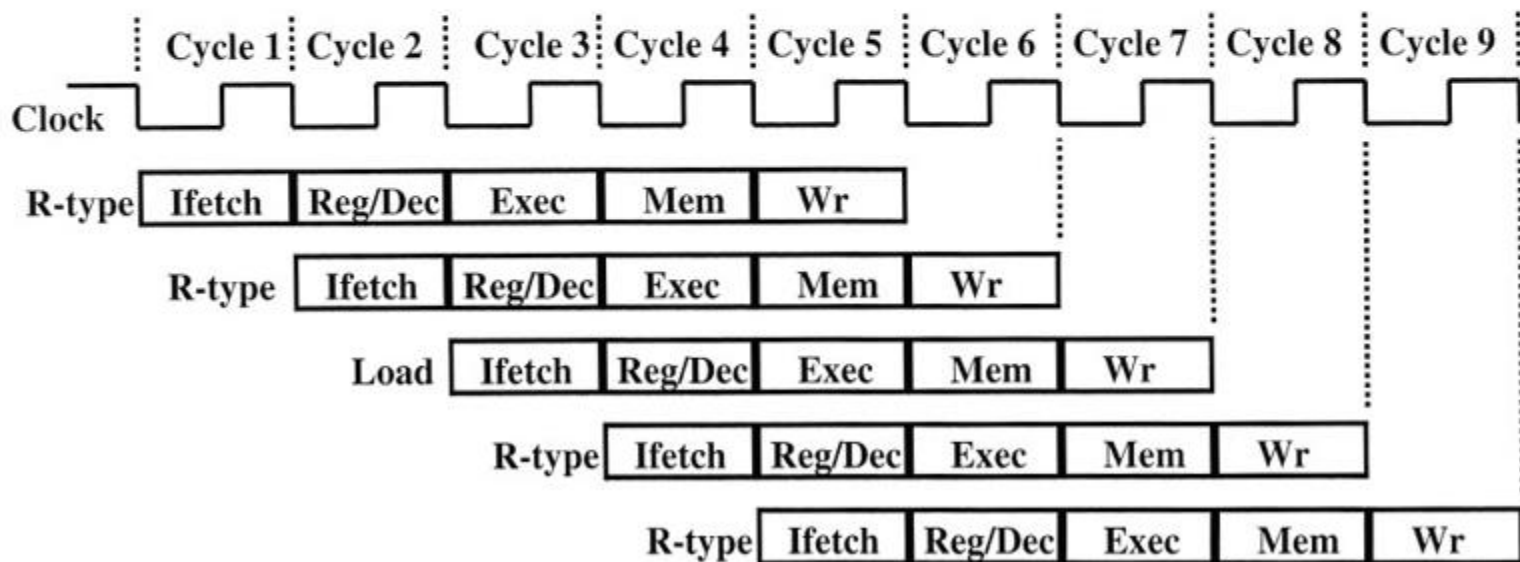 Cycle 1 Cycle 2 Cycle 3 Cycle 4 Cycle 5 Cycle 6 Cycle 7 Cycle 8 Cycle 9
Clock
R-type Ifetch Reg/Dec Exec Mem Wr
R-type Ifetch Reg/Dec Exec Mem Wr
Load Ifetch Reg/Dec Exec Mem Wr
R-type Ifetch Reg/Dec Exec Mem Wr
R-type Ifetch Reg/Dec Exec Mem Wr